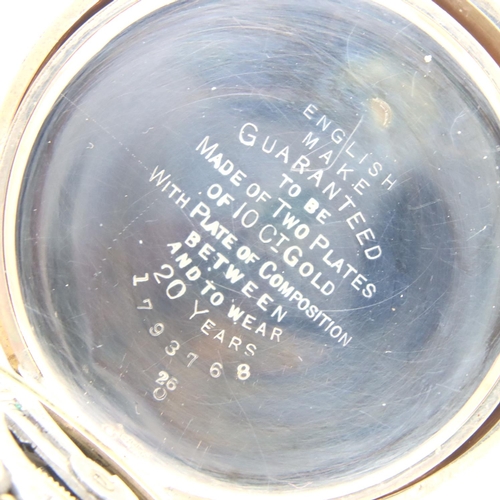 ENGLISH
MAKE
GUARANTEED
TO BE
MADE OF TWO PLATES
OF 10 CT GOLD
WITH PLATE OF COMPOSITION
BETWEEN
AND TO WEAR
20 YEARS
1793768
26